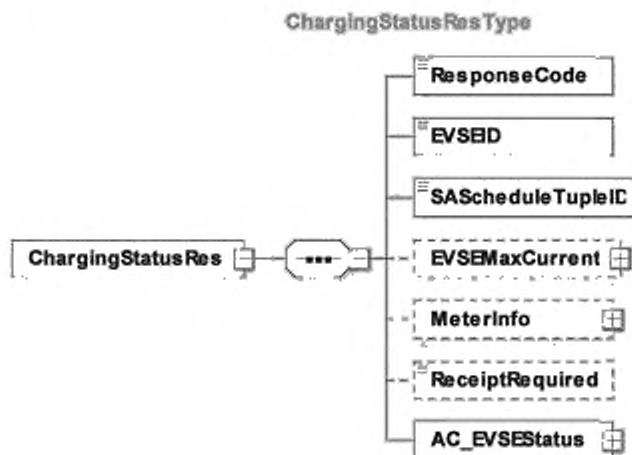 ChargingStatusResType
ResponseCode
EVSEID
SAScheduleTupleID
ChargingStatusRes
EVSEMaxCurrent
MeterInfo
ReceiptRequired
AC_EVSEStatus